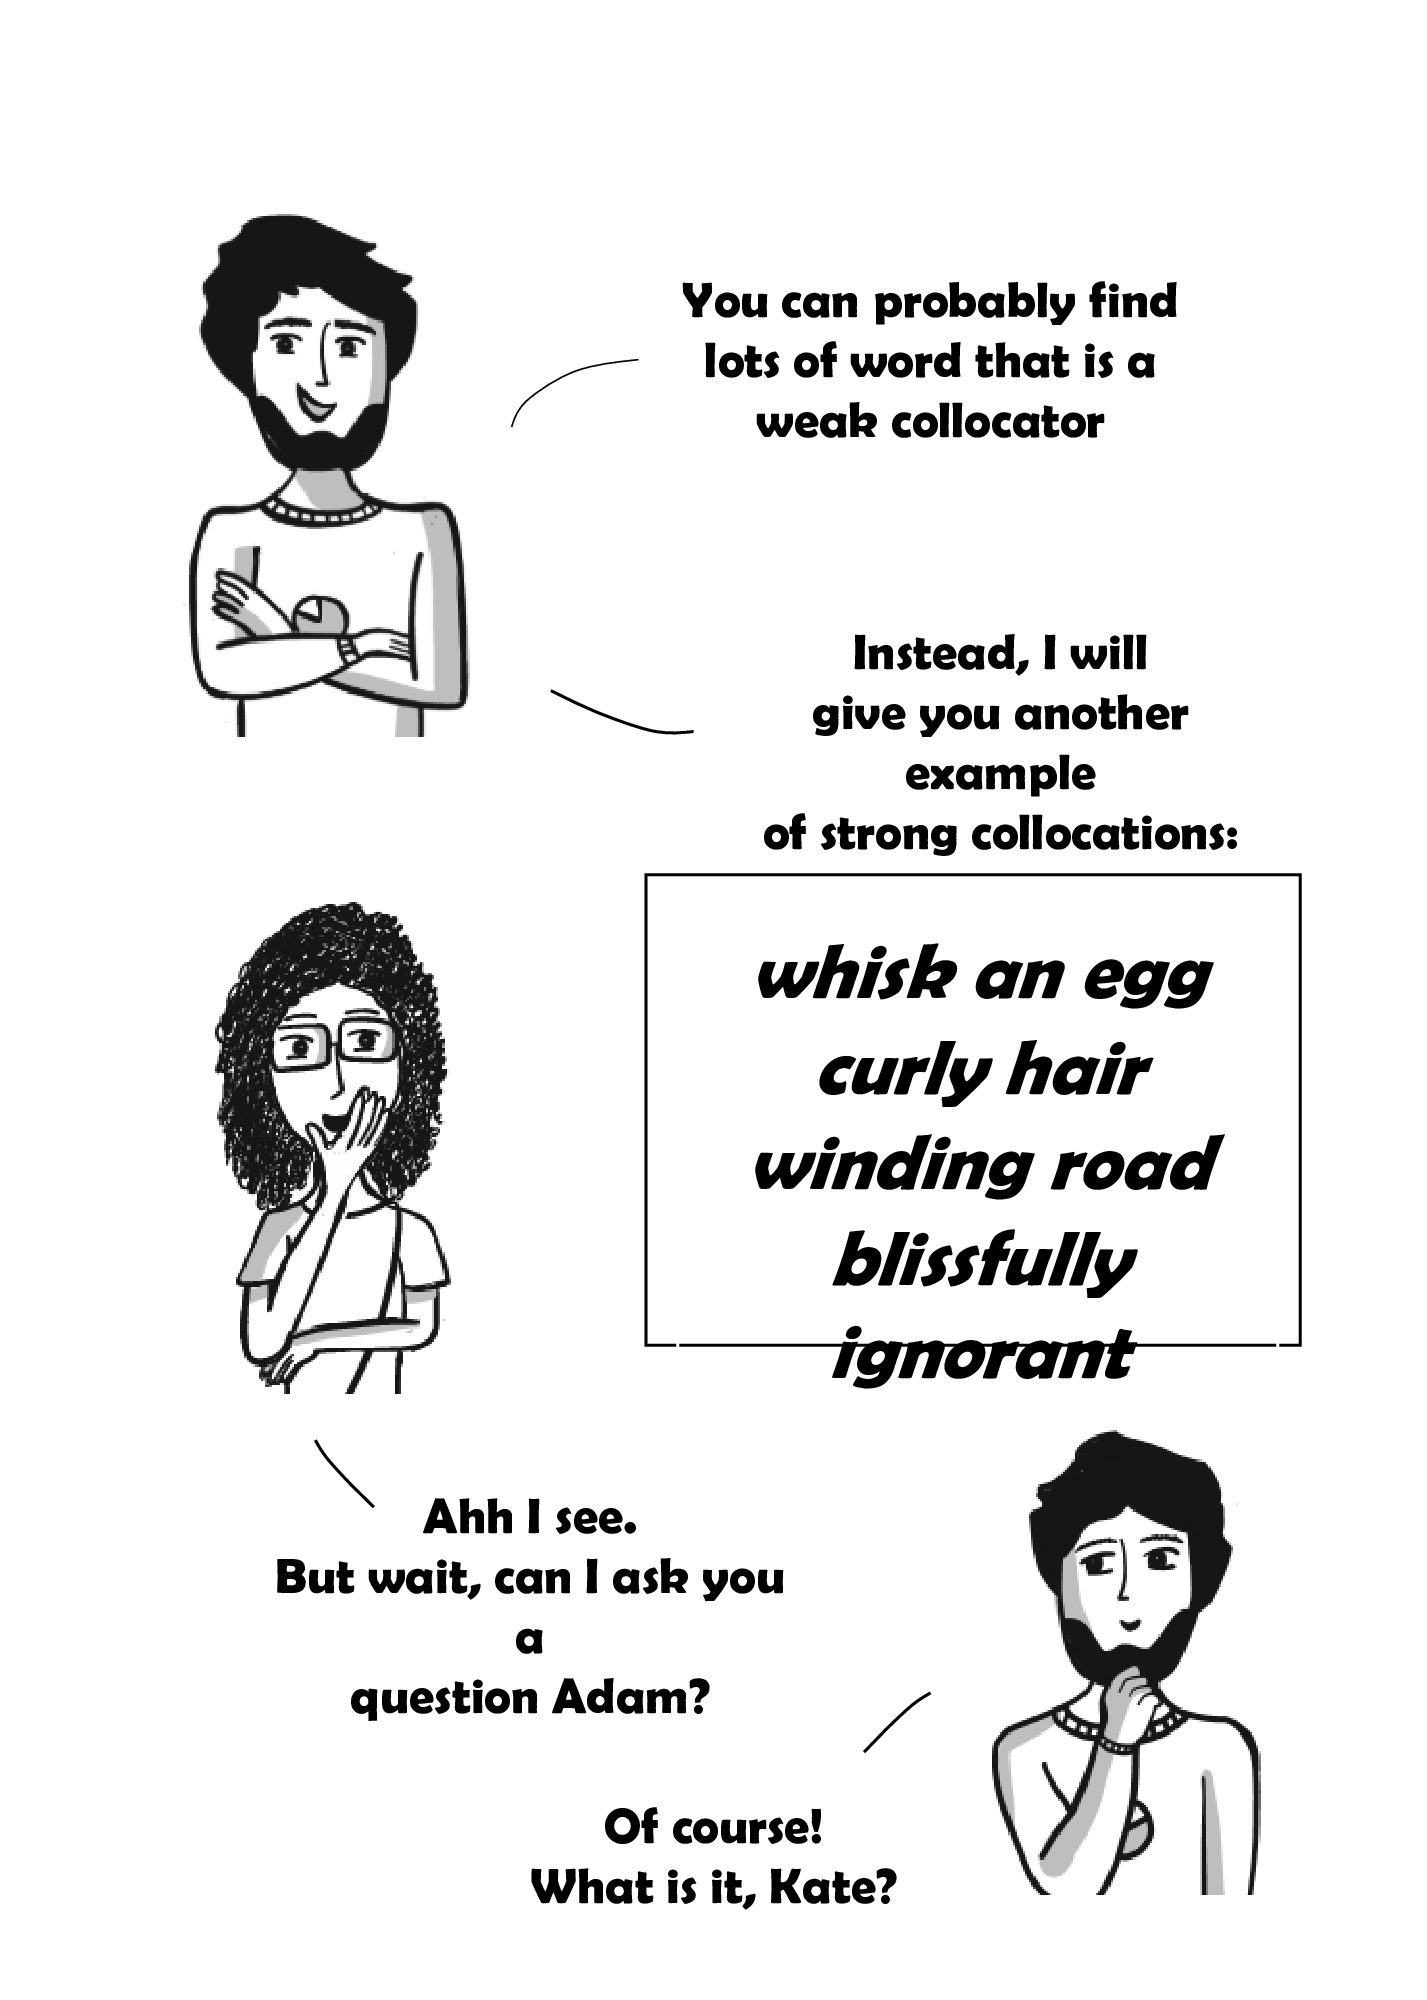 You can probably find
lots of word that is a
weak collocator
Instead, I will
give you another
example
of strong collocations:
whisk an egg
curly hair
winding road
blissfully
ignorant
Ahh I see.
But wait, can I ask you
a
question Adam?
Of course!
What is it, Kate?